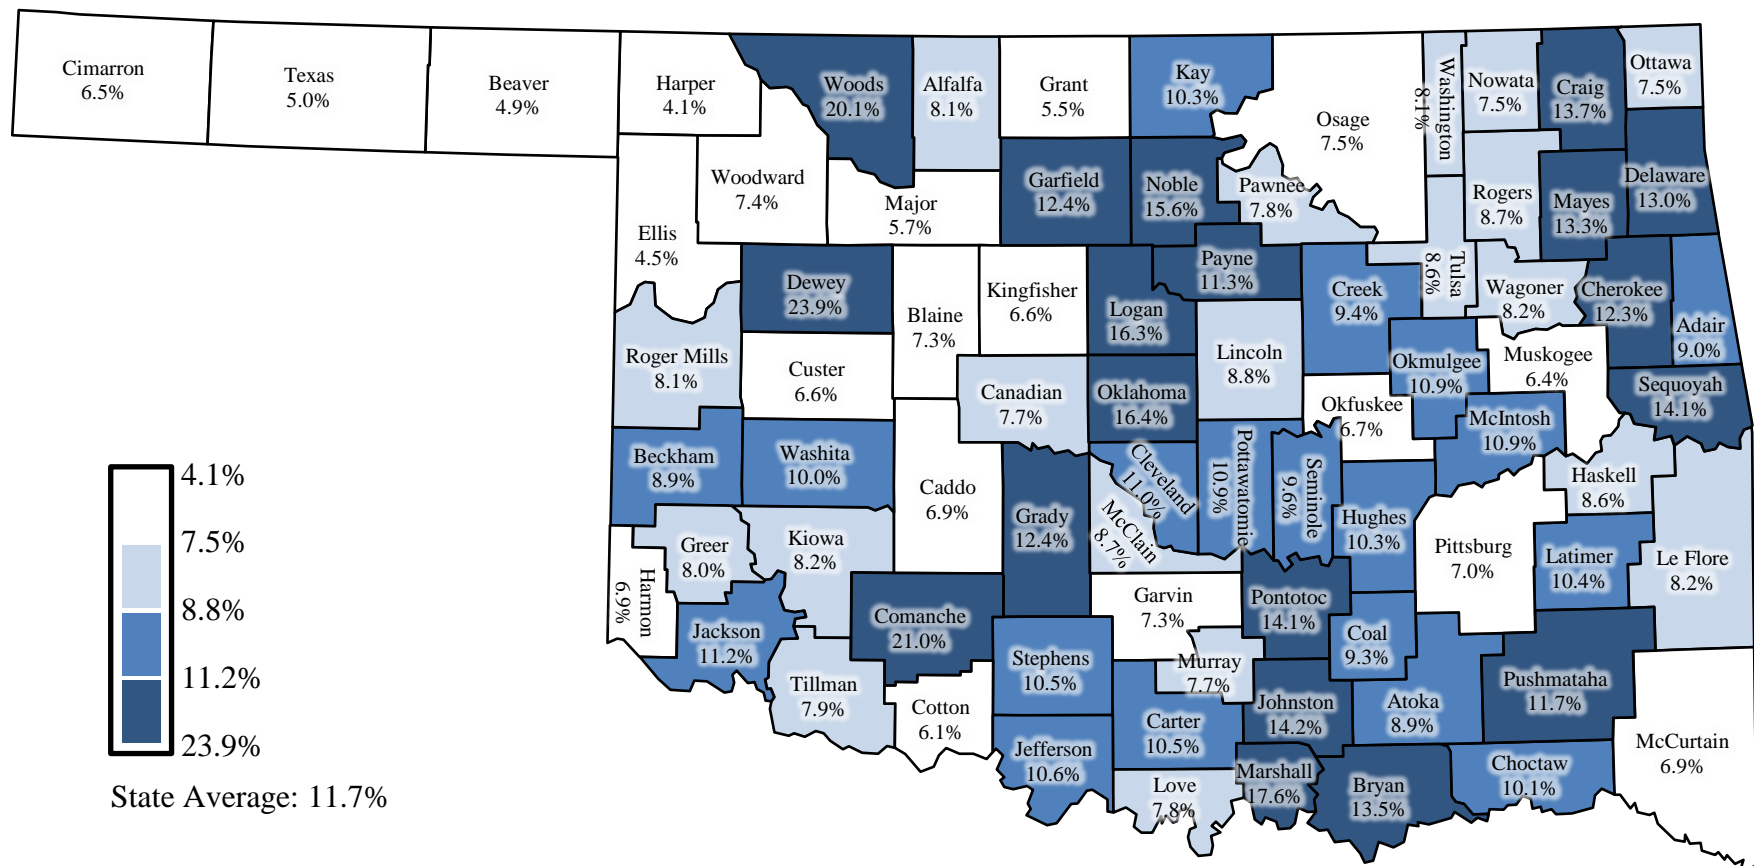 Cimarron
6.5%
Texas
5.0%
Beaver
4.9%
Harper
4.1%
Woods
20.1%
Alfalfa
8.1%
Grant
5.5%
Kay
10.3%
Osage
7.5%
Washington
8.1%
Nowata
7.5%
Craig
13.7%
Ottawa
7.5%
Woodward
7.4%
Major
5.7%
Garfield
12.4%
Noble
15.6%
Pawnee
7.8%
Rogers
8.7%
Mayes
13.3%
Delaware
13.0%
Ellis
4.5%
Dewey
23.9%
Blaine
7.3%
Kingfisher
6.6%
Logan
16.3%
Payne
11.3%
Creek
9.4%
Tulsa
8.6%
Wagoner
8.2%
Cherokee
12.3%
Adair
9.0%
Roger Mills
8.1%
Custer
6.6%
Canadian
7.7%
Oklahoma
16.4%
Lincoln
8.8%
Okfuskee
6.7%
Okmulgee
10.9%
Muskogee
6.4%
Sequoyah
14.1%
Beckham
8.9%
Washita
10.0%
Caddo
6.9%
Grady
12.4%
Cleveland
11.0%
McClain
8.7%
Pottawatomie
10.9%
Seminole
9.6%
Hughes
10.3%
McIntosh
10.9%
Haskell
8.6%
Pittsburg
7.0%
Latimer
10.4%
Le Flore
8.2%
Greer
8.0%
Kiowa
8.2%
Harmon
6.9%
Jackson
11.2%
Comanche
21.0%
Tillman
7.9%
Cotton
6.1%
Stephens
10.5%
Garvin
7.3%
Murray
7.7%
Pontotoc
14.1%
Coal
9.3%
Johnston
14.2%
Atoka
8.9%
Pushmataha
11.7%
McCurtain
6.9%
Jefferson
10.6%
Carter
10.5%
Love
7.8%
Marshall
17.6%
Bryan
13.5%
Choctaw
10.1%
4.1%
7.5%
8.8%
11.2%
23.9%
State Average: 11.7%